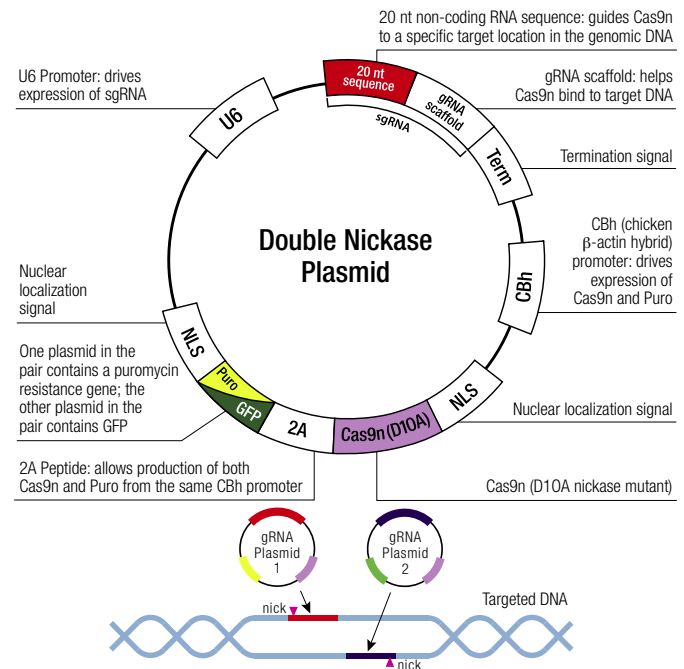 20 nt non-coding RNA sequence: guides Cas9n
to a specific target location in the genomic DNA
U6 Promoter: drives
expression of sgRNA
gRNA scaffold: helps
Cas9n bind to target DNA
20 nt
sequence
gRNA
scaffold
sgRNA
U6
Term
Termination signal
Double Nickase
Plasmid
CBh (chicken
β-actin hybrid)
promoter: drives
expression of
Cas9n and Puro
CBh
Nuclear
localization
signal
NLS
One plasmid in the
pair contains a puromycin
resistance gene; the
other plasmid in the
pair contains GFP
Puro
GFP
2A
Cas9n (D10A)
NLS
Nuclear localization signal
2A Peptide: allows production of both
Cas9n and Puro from the same CBh promoter
Cas9n (D10A nickase mutant)
gRNA
Plasmid
1
gRNA
Plasmid
2
Targeted DNA
nick
nick